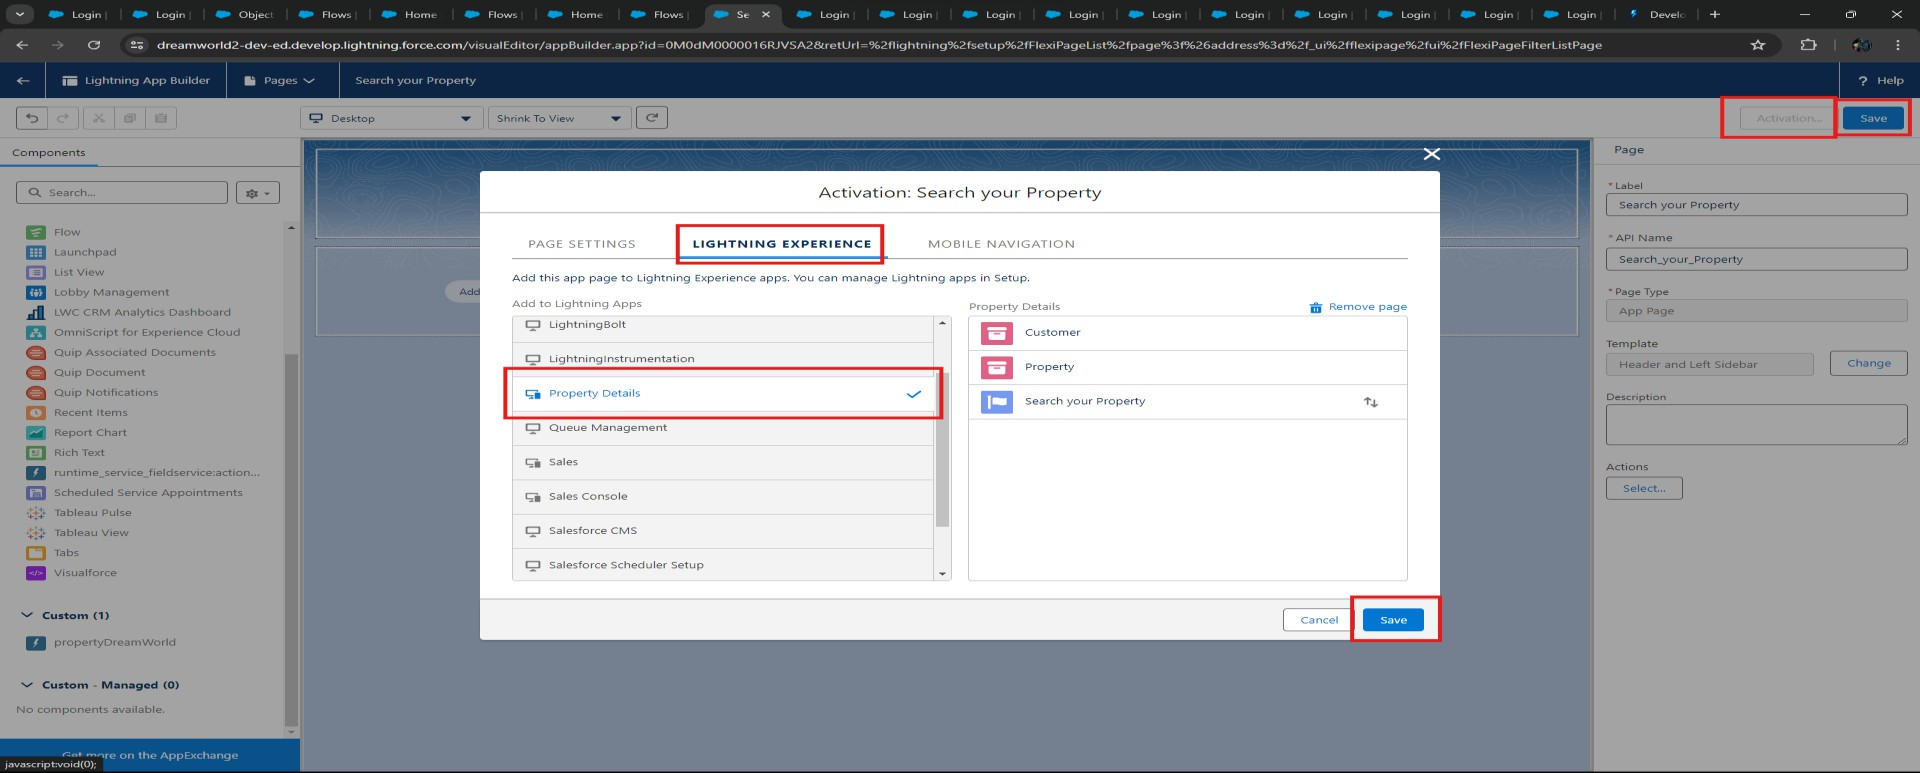 Login
Login
Object
Flows
Home
Flows
Home
Flows
Se
Login
Login
Login
Login
Login
Login
Login
Login
Login
Login
Develo
dreamworld2-dev-ed.develop.lightning.force.com/visualEditor/appBuilder.app?id=0M0dM0000016RJVSA2&retUrl=%2flightning%2fsetup%2fFlexiPageList%2fpage%3f%26address%3d%2f_ui%2fflexipage%2fui%2fFlexiPageFilterListPage
Lightning App Builder
Pages
Search your Property
? Help
Desktop
Shrink To View
Activation...
Save
Components
Search...
Flow
Launchpad
List View
Lobby Management
LWC CRM Analytics Dashboard
OmniScript for Experience Cloud
Quip Associated Documents
Quip Document
Quip Notifications
Recent Items
Report Chart
Rich Text
runtime_service_fieldservice:action...
Scheduled Service Appointments
Tableau Pulse
Tableau View
Tabs
Visualforce
Custom (1)
propertyDreamWorld
Custom - Managed (0)
No components available.
Get more on the AppExchange
javascript:void(0);
Add
Activation: Search your Property
PAGE SETTINGS
LIGHTNING EXPERIENCE
MOBILE NAVIGATION
Add this app page to Lightning Experience apps. You can manage Lightning apps in Setup.
Add to Lightning Apps
LightningBolt
LightningInstrumentation
Property Details
Queue Management
Sales
Sales Console
Salesforce CMS
Salesforce Scheduler Setup
Property Details
Remove page
Customer
Property
Search your Property
Cancel
Save
Page
* Label
Search your Property
* API Name
Search_your_Property
* Page Type
App Page
Template
Header and Left Sidebar
Change
Description
Actions
Select...